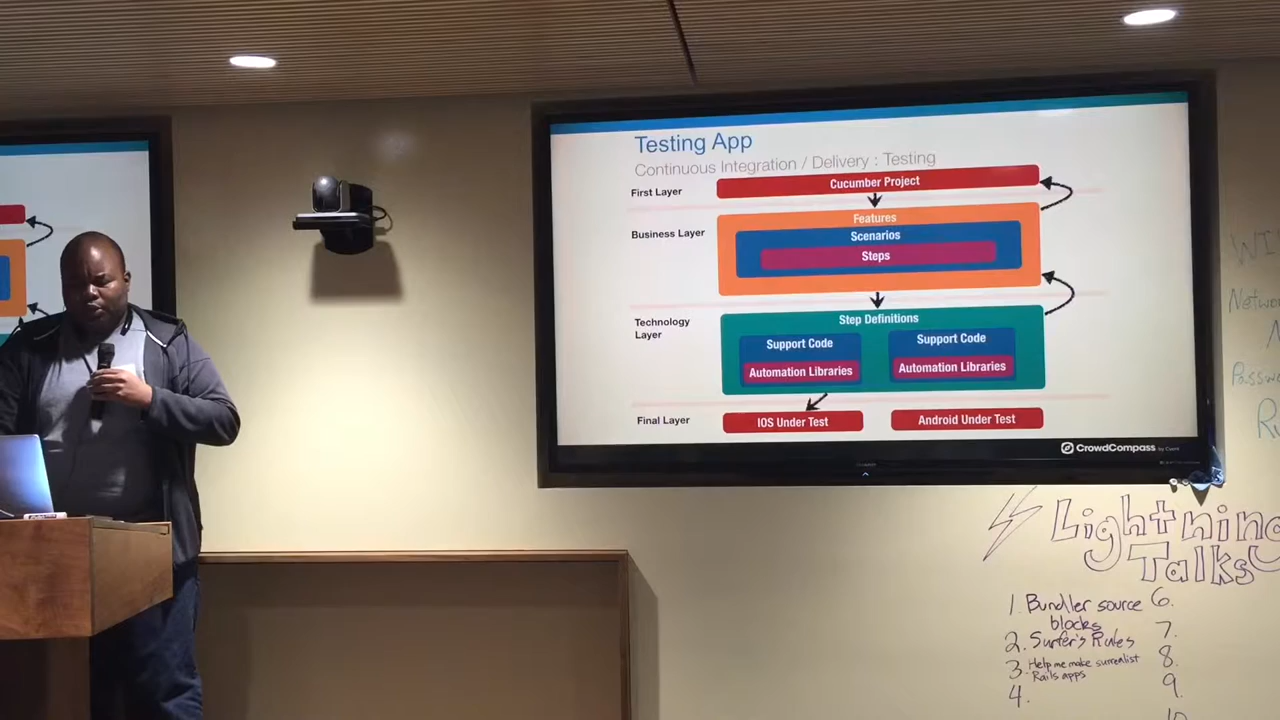 Testing App
Continuous Integration / Delivery : Testing
First Layer
Cucumber Project
Business Layer
Features
Scenarios
Steps
Technology
Layer
Step Definitions
Support Code
Automation Libraries
Support Code
Automation Libraries
Final Layer
IOS Under Test
Android Under Test
CrowdCompass by Cvent
Lightning
Talks
1. Bundler source
blocks
2. Surfer's Rules
3. Help me make surrealist
Rails apps
4.
6.
7.
8.
9.
10.